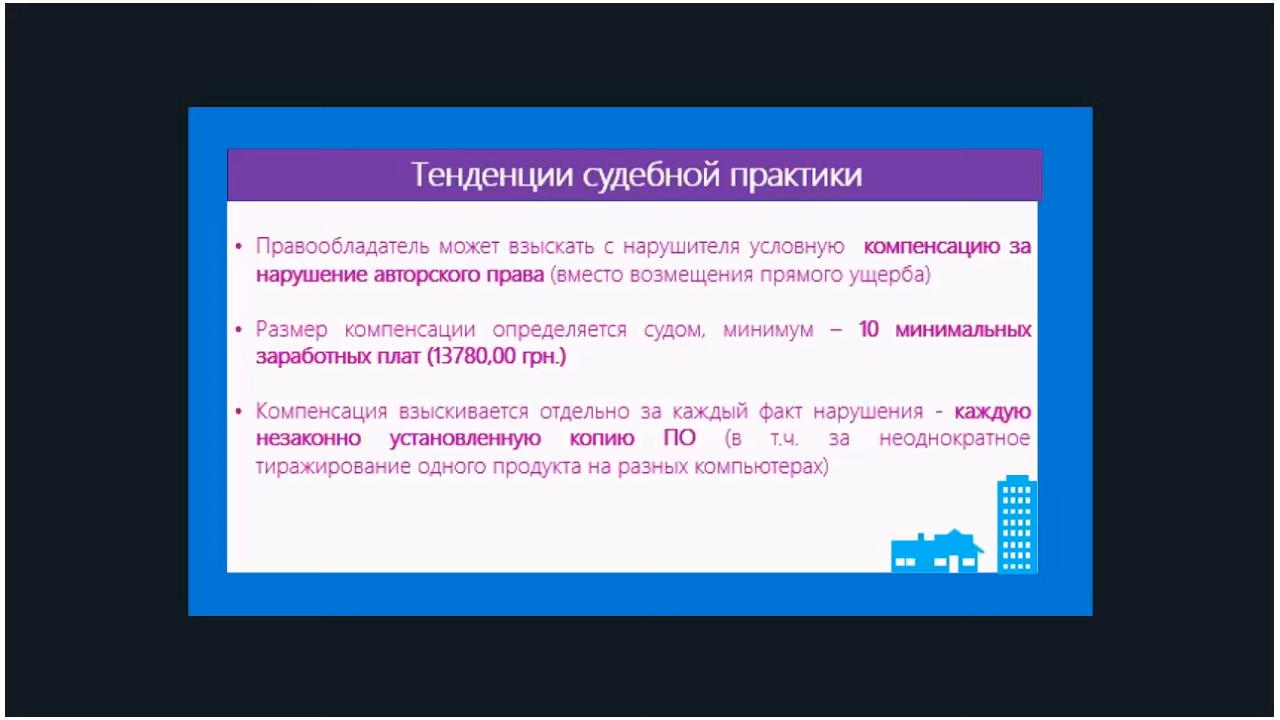 Тенденции судебной практики
• Правообладатель может взыскать с нарушителя условную компенсацию за
нарушение авторского права (вместо возмещения прямого ущерба)
• Размер компенсации определяется судом, минимум – 10 минимальных
заработных плат (13780,00 грн.)
• Компенсация взыскивается отдельно за каждый факт нарушения - каждую
незаконно установленную копию ПО (в т.ч. за неоднократное
тиражирование одного продукта на разных компьютерах)